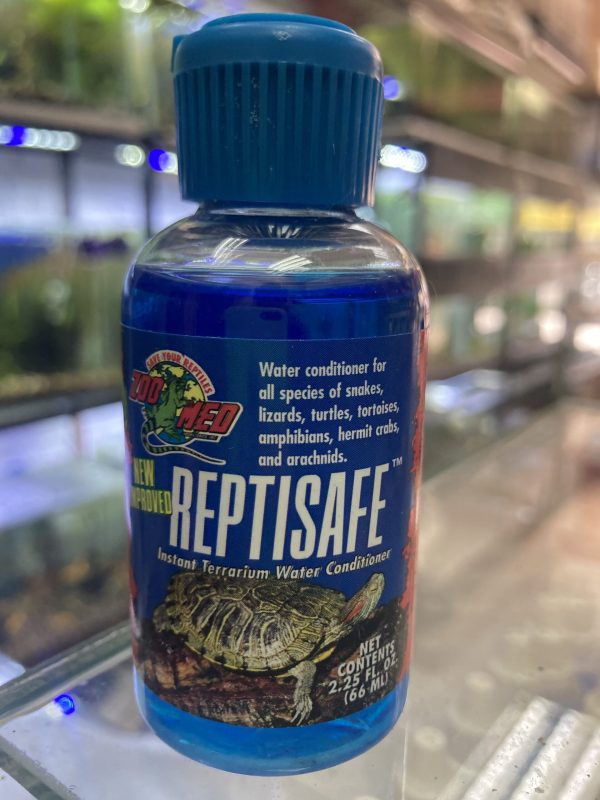 SAVE YOUR REPTILES
ZOO MED
Water conditioner for
all species of snakes,
lizards, turtles, tortoises,
amphibians, hermit crabs,
and arachnids.
NEW
IMPROVED
REPTISAFE™
Instant Terrarium Water Conditioner
NET
CONTENTS
2.25 FL. OZ.
(66 ML)